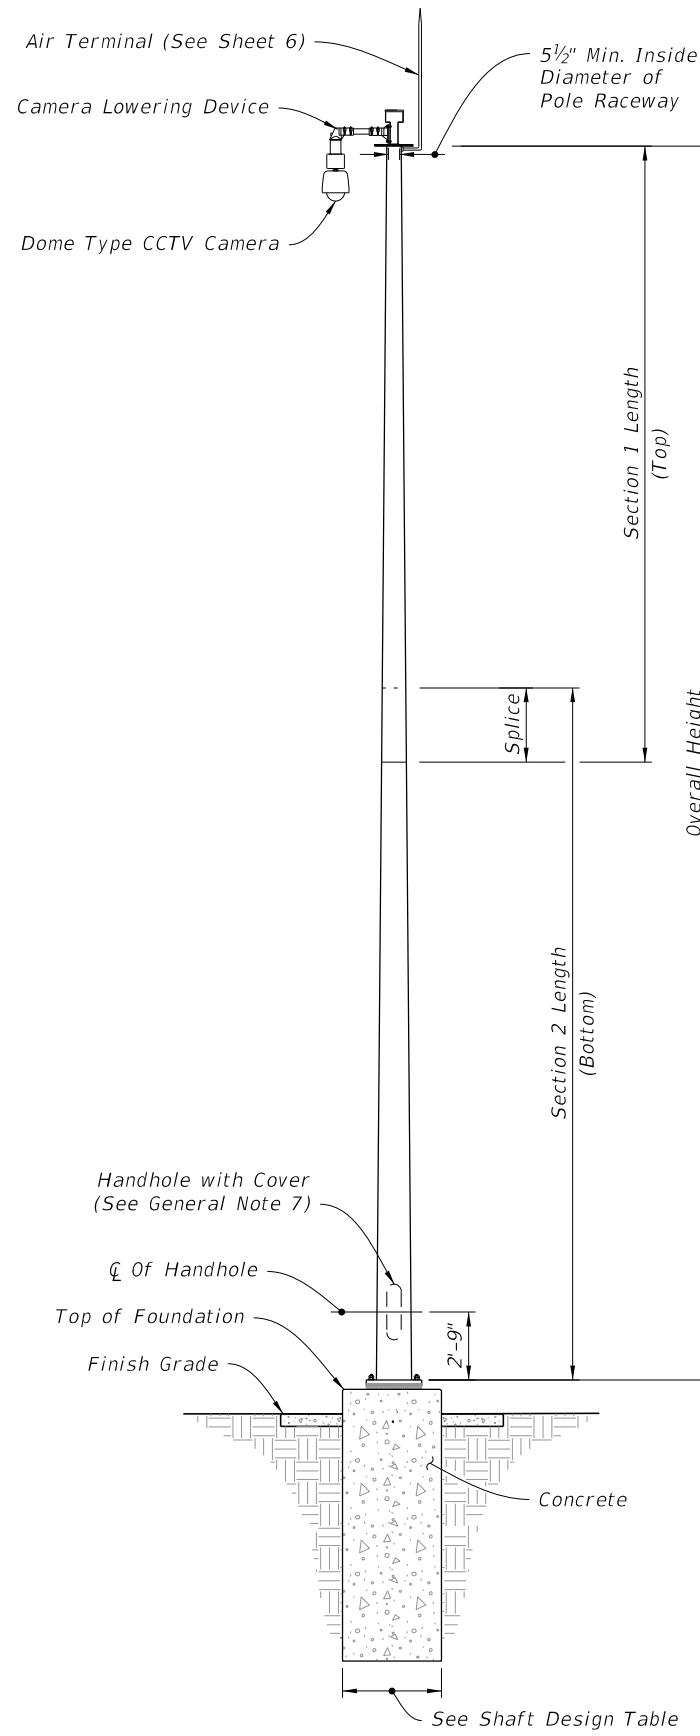 Air Terminal (See Sheet 6)
5½" Min. Inside
Diameter of
Pole Raceway
Camera Lowering Device
Dome Type CCTV Camera
Section 1 Length
(Top)
Splice
Overall Height
Section 2 Length
(Bottom)
Handhole with Cover
(See General Note 7)
℄ Of Handhole
Top of Foundation
2'-9"
Finish Grade
Concrete
See Shaft Design Table